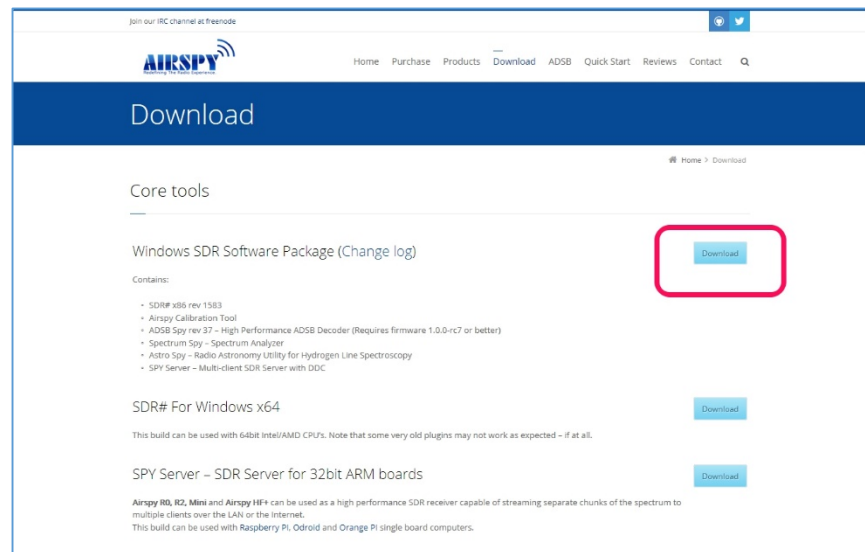 Join our IRC channel at freenode
AIRSPY
Redefining The Radio Experience
Home Purchase Products Download ADSB Quick Start Reviews Contact
Download
Home > Download
Core tools
Windows SDR Software Package (Change log)
Download
Contains:
• SDR# x86 rev 1583
• Airspy Calibration Tool
• ADSB Spy rev 37 – High Performance ADSB Decoder (Requires firmware 1.0.0-rc7 or better)
• Spectrum Spy – Spectrum Analyzer
• Astro Spy – Radio Astronomy Utility for Hydrogen Line Spectroscopy
• SPY Server – Multi-client SDR Server with DDC
SDR# For Windows x64
Download
This build can be used with 64bit Intel/AMD CPU's. Note that some very old plugins may not work as expected – if at all.
SPY Server – SDR Server for 32bit ARM boards
Download
Airspy R0, R2, Mini and Airspy HF+ can be used as a high performance SDR receiver capable of streaming separate chunks of the spectrum to
multiple clients over the LAN or the Internet.
This build can be used with Raspberry Pi, Odroid and Orange Pi single board computers.